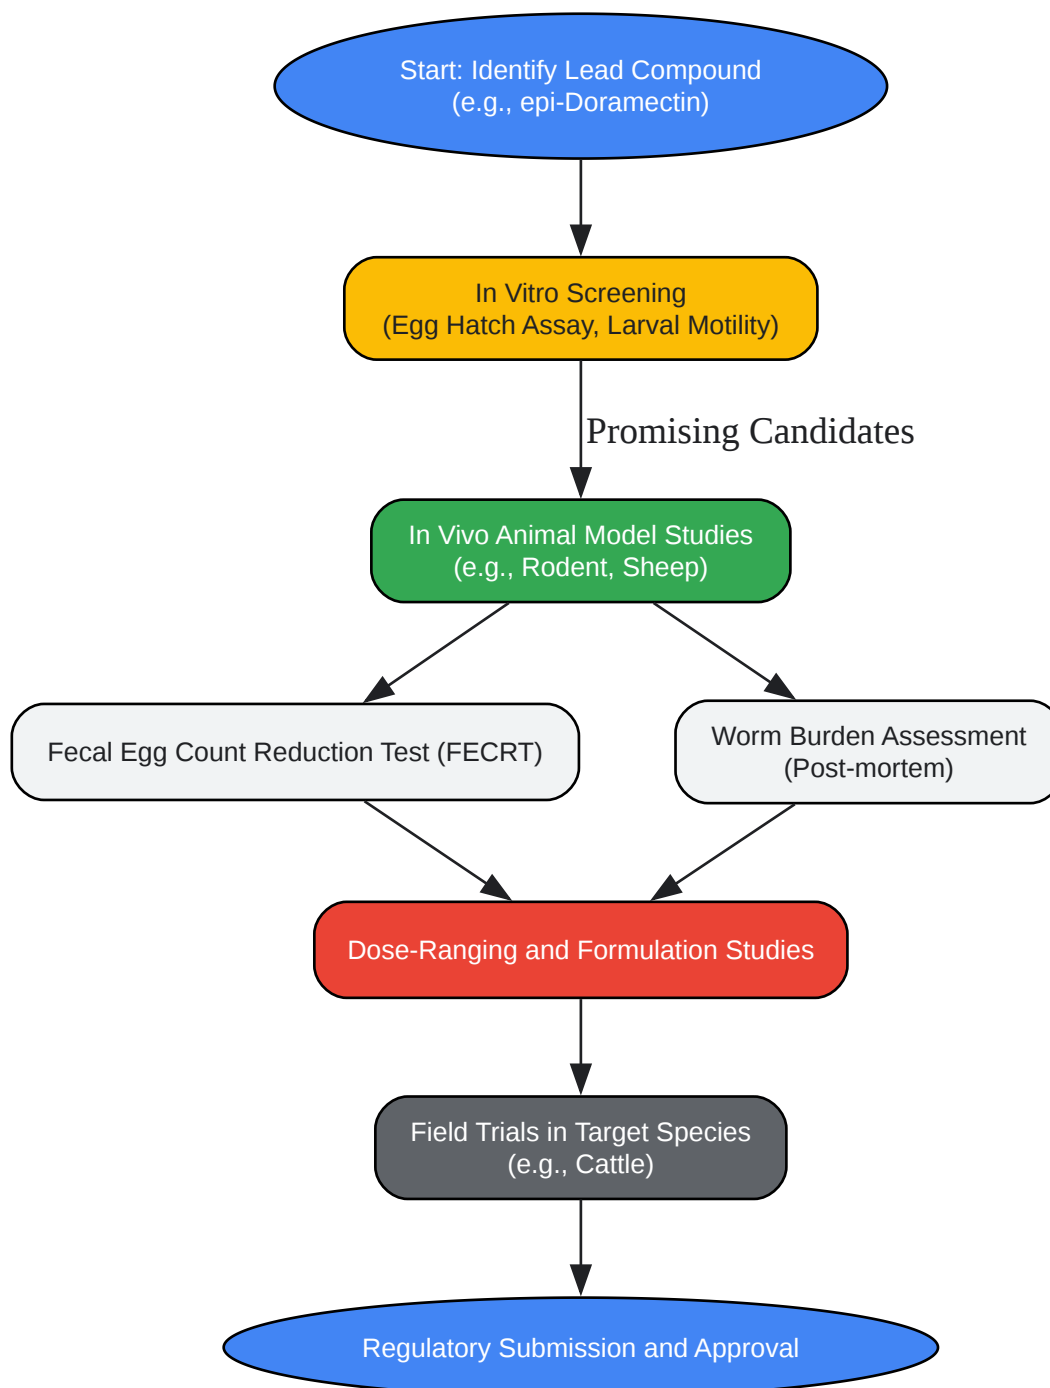 Start: Identify Lead Compound
(e.g., epi-Doramectin)
In Vitro Screening
(Egg Hatch Assay, Larval Motility)
Promising Candidates
In Vivo Animal Model Studies
(e.g., Rodent, Sheep)
Fecal Egg Count Reduction Test (FECRT)
Worm Burden Assessment
(Post-mortem)
Dose-Ranging and Formulation Studies
Field Trials in Target Species
(e.g., Cattle)
Regulatory Submission and Approval